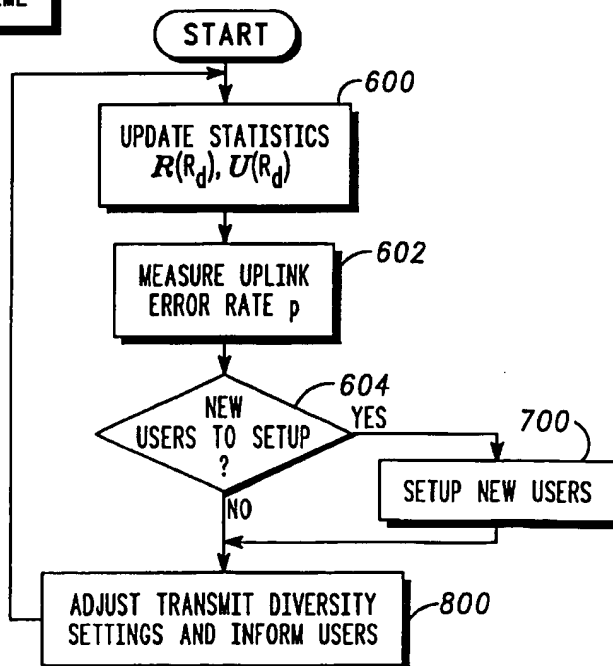 START
600
UPDATE STATISTICS
R(Rd), U(Rd)
602
MEASURE UPLINK
ERROR RATE p
604
NEW
USERS TO SETUP
?
YES
700
SETUP NEW USERS
NO
ADJUST TRANSMIT DIVERSITY
SETTINGS AND INFORM USERS
800